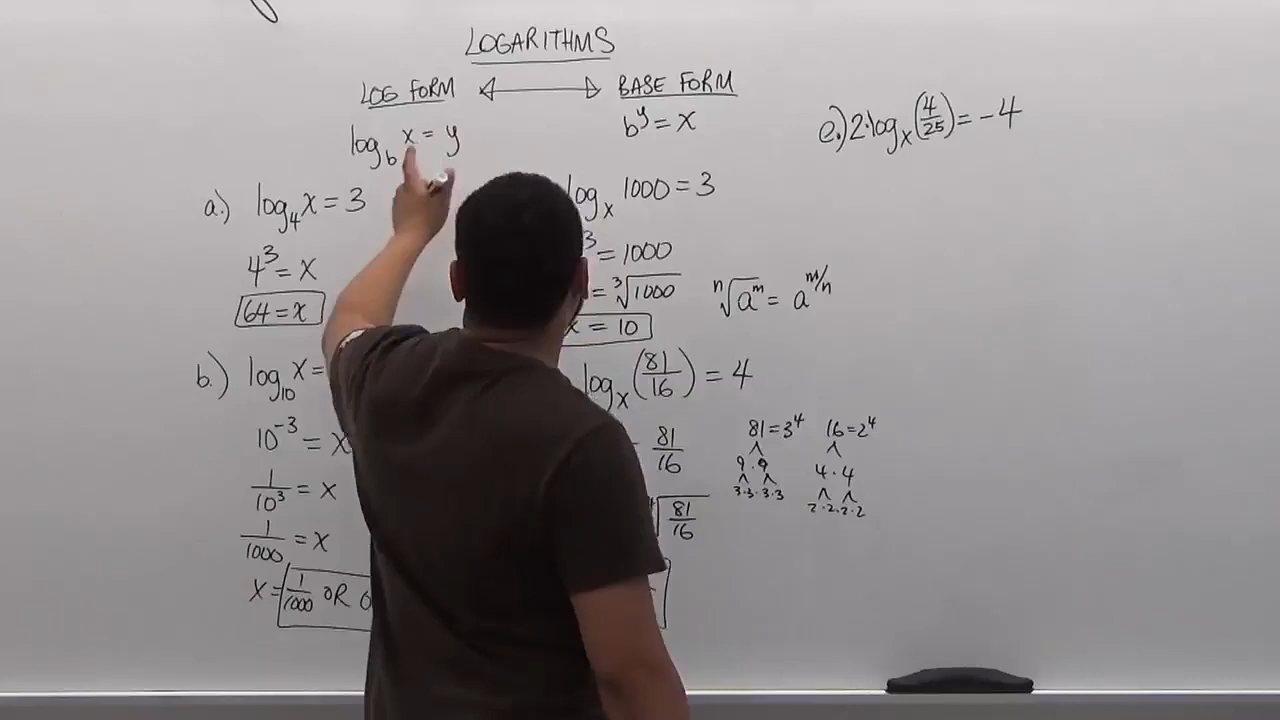 LOGARITHMS
LOG FORM ⟷ BASE FORM
log_b x = y
b^y = x
a.) log_4 x = 3
4^3 = x
64 = x
b.) log_10 x =
10^-3 = x
1/10^3 = x
1/1000 = x
x = 1/1000 OR
log_x 1000 = 3
3 = 1000
= ∛1000
x = 10
ⁿ√a^m = a^m/n
log_x (81/16) = 4
81/16
√81/16
81 = 3^4
9 · 9
3·3·3·3
16 = 2^4
4 · 4
2·2·2·2
e.) 2·log_x (4/25) = -4